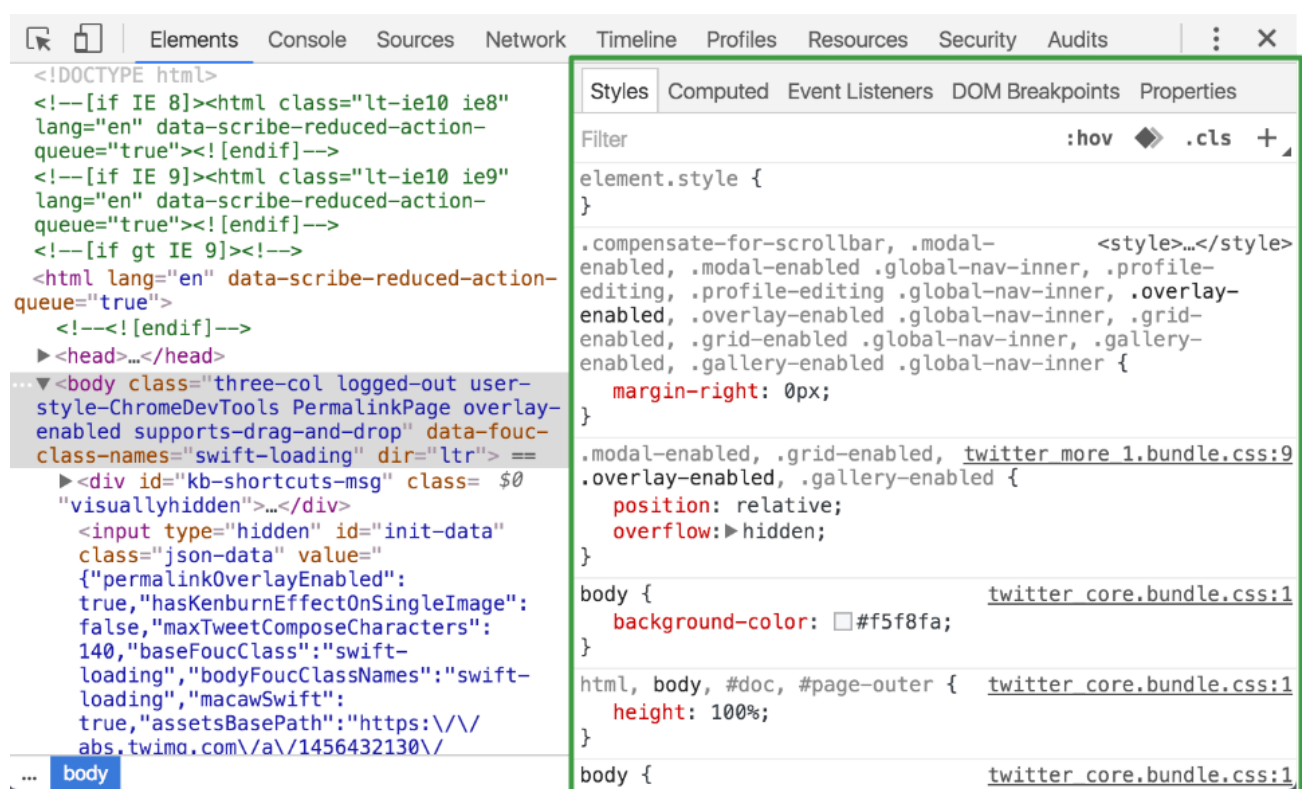 Elements Console Sources Network Timeline Profiles Resources Security Audits
<!DOCTYPE html>
<!--[if IE 8]><html class="lt-ie10 ie8"
lang="en" data-scribe-reduced-action-
queue="true"><![endif]-->
<!--[if IE 9]><html class="lt-ie10 ie9"
lang="en" data-scribe-reduced-action-
queue="true"><![endif]-->
<!--[if gt IE 9]><!-->
<html lang="en" data-scribe-reduced-action-
queue="true">
<!--<![endif]-->
▶<head>…</head>
…▼<body class="three-col logged-out user-
style-ChromeDevTools PermalinkPage overlay-
enabled supports-drag-and-drop" data-fouc-
class-names="swift-loading" dir="ltr"> ==
▶<div id="kb-shortcuts-msg" class= $0
"visuallyhidden">…</div>
<input type="hidden" id="init-data"
class="json-data" value="
{"permalinkOverlayEnabled":
true,"hasKenburnEffectOnSingleImage":
false,"maxTweetComposeCharacters":
140,"baseFoucClass":"swift-
loading","bodyFoucClassNames":"swift-
loading","macawSwift":
true,"assetsBasePath":"https:\/\/
abs.twimg.com\/a\/1456432130\/
... body
Styles Computed Event Listeners DOM Breakpoints Properties
Filter :hov .cls +
element.style {
}
.compensate-for-scrollbar, .modal- <style>…</style>
enabled, .modal-enabled .global-nav-inner, .profile-
editing, .profile-editing .global-nav-inner, .overlay-
enabled, .overlay-enabled .global-nav-inner, .grid-
enabled, .grid-enabled .global-nav-inner, .gallery-
enabled, .gallery-enabled .global-nav-inner {
margin-right: 0px;
}
.modal-enabled, .grid-enabled, twitter_more_1.bundle.css:9
.overlay-enabled, .gallery-enabled {
position: relative;
overflow:▶hidden;
}
body { twitter_core.bundle.css:1
background-color: #f5f8fa;
}
html, body, #doc, #page-outer { twitter_core.bundle.css:1
height: 100%;
}
body { twitter_core.bundle.css:1